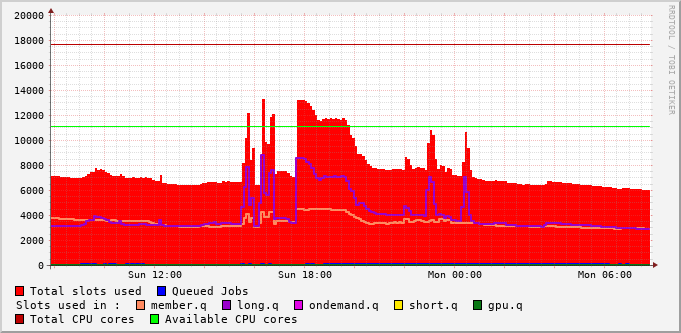 20000
18000
16000
14000
12000
10000
8000
6000
4000
2000
0
Sun 12:00 Sun 18:00 Mon 00:00 Mon 06:00
RRDTOOL / TOBI OETIKER
Total slots used Queued Jobs
Slots used in : member.q long.q ondemand.q short.q gpu.q
Total CPU cores Available CPU cores